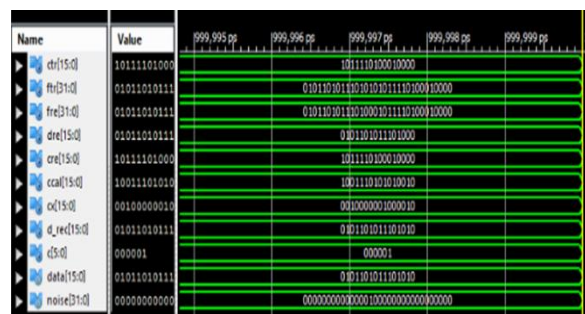 Name Value 999,995 ps 999,996 ps 999,997 ps 999,998 ps 999,999 ps
ctr[15:0] 10111101000 1011110100010000
ftr[31:0] 01011010111 01011010111010101011110100010000
fre[31:0] 01011010111 01011010111010001011110100010000
dre[15:0] 01011010111 0101101011101000
cre[15:0] 10111101000 1011110100010000
ccal[15:0] 10011101010 1001110101010010
cx[15:0] 00100000010 0010000001000010
d_rec[15:0] 01011010111 0101101011101010
c[5:0] 000001 000001
data[15:0] 01011010111 0101101011101010
noise[31:0] 00000000000 00000000000000100000000000000000